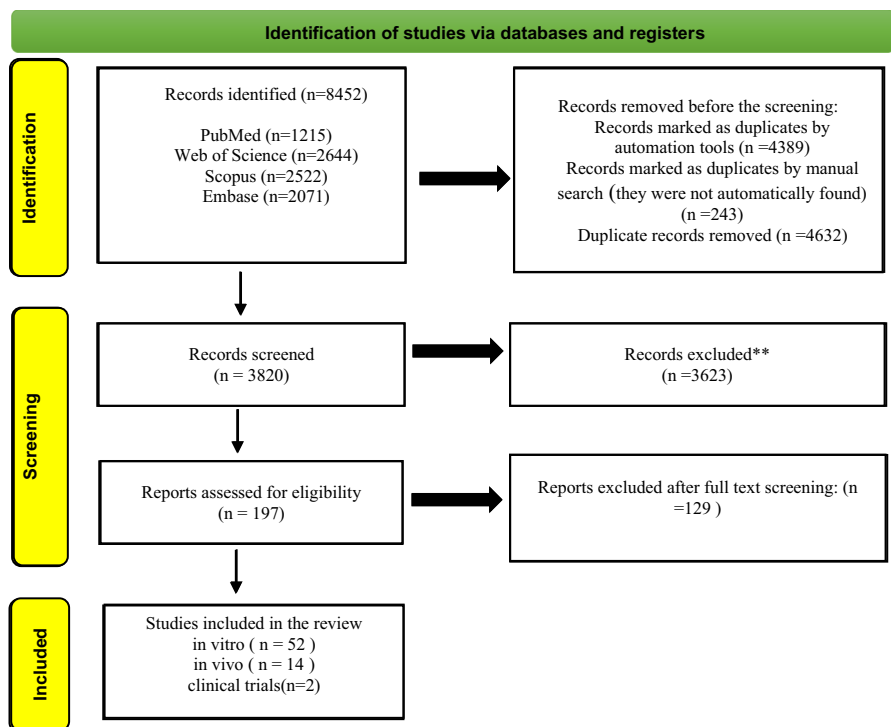 Identification of studies via databases and registers
Identification
Records identified (n=8452)
PubMed (n=1215)
Web of Science (n=2644)
Scopus (n=2522)
Embase (n=2071)
Records removed before the screening:
Records marked as duplicates by
automation tools (n =4389)
Records marked as duplicates by manual
search (they were not automatically found)
(n =243)
Duplicate records removed (n =4632)
Screening
Records screened
(n = 3820)
Records excluded**
(n =3623)
Reports assessed for eligibility
(n = 197)
Reports excluded after full text screening: (n
=129 )
Included
Studies included in the review
in vitro ( n = 52 )
in vivo ( n = 14 )
clinical trials(n=2)